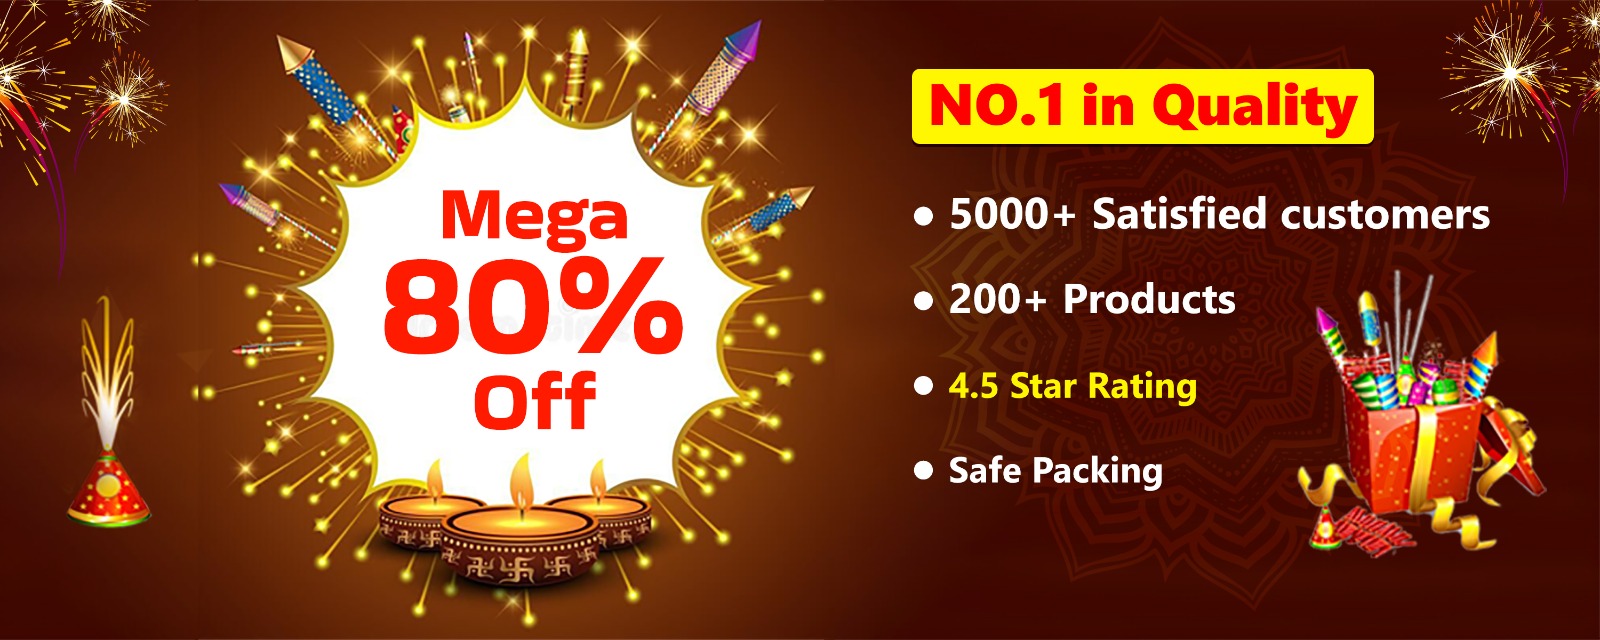 Mega
80%
Off
NO.1 in Quality
5000+ Satisfied customers
200+ Products
4.5 Star Rating
Safe Packing